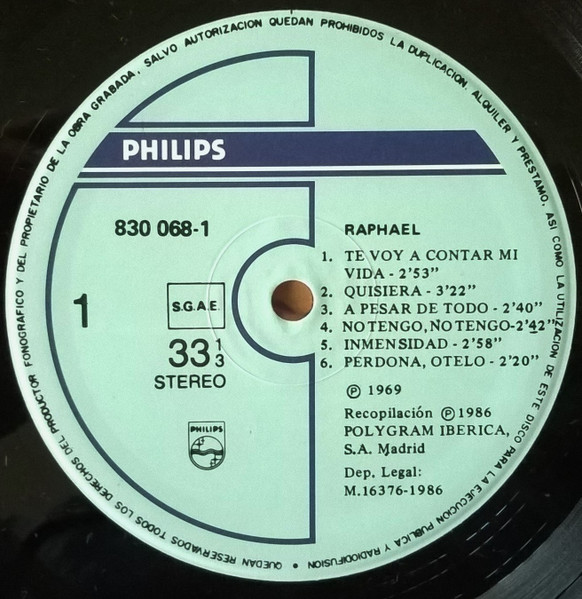 QUEDAN RESERVADOS TODOS LOS DERECHOS DEL PRODUCTOR FONOGRAFICO Y DEL PROPIETARIO DE LA OBRA GRABADA, SALVO AUTORIZACION QUEDAN PROHIBIDOS LA DUPLICACION, ALQUILER Y PRESTAMO, ASI COMO LA UTILIZACION DE ESTE DISCO PARA LA EJECUCION PUBLICA Y RADIODIFUSION •
PHILIPS
830 068-1
1
S.G.A.E.
33 1/3
STEREO
PHILIPS
RAPHAEL
1. TE VOY A CONTAR MI
VIDA - 2'53"
2. QUISIERA - 3'22"
3. A PESAR DE TODO - 2'40"
4. NO TENGO, NO TENGO-2'42"
5. INMENSIDAD - 2'58"
6. PERDONA, OTELO - 2'20"
Ⓟ 1969
Recopilación Ⓟ 1986
POLYGRAM IBERICA,
S.A. Madrid
Dep. Legal:
M.16376-1986